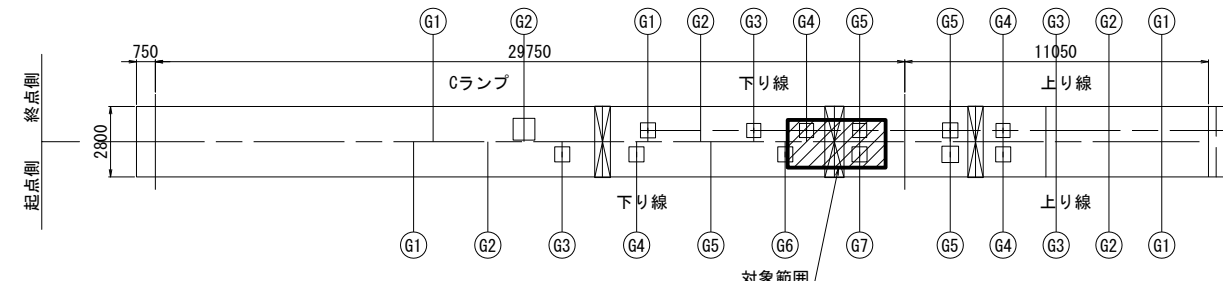 G1 G2 G1 G2 G3 G4 G5 G5 G4 G3 G2 G1
750 29750 11050
Cランプ 下り線 上り線
終点側
2800
起点側
下り線 上り線
G1 G2 G3 G4 G5 G6 G7 G5 G4 G3 G2 G1
対象範囲